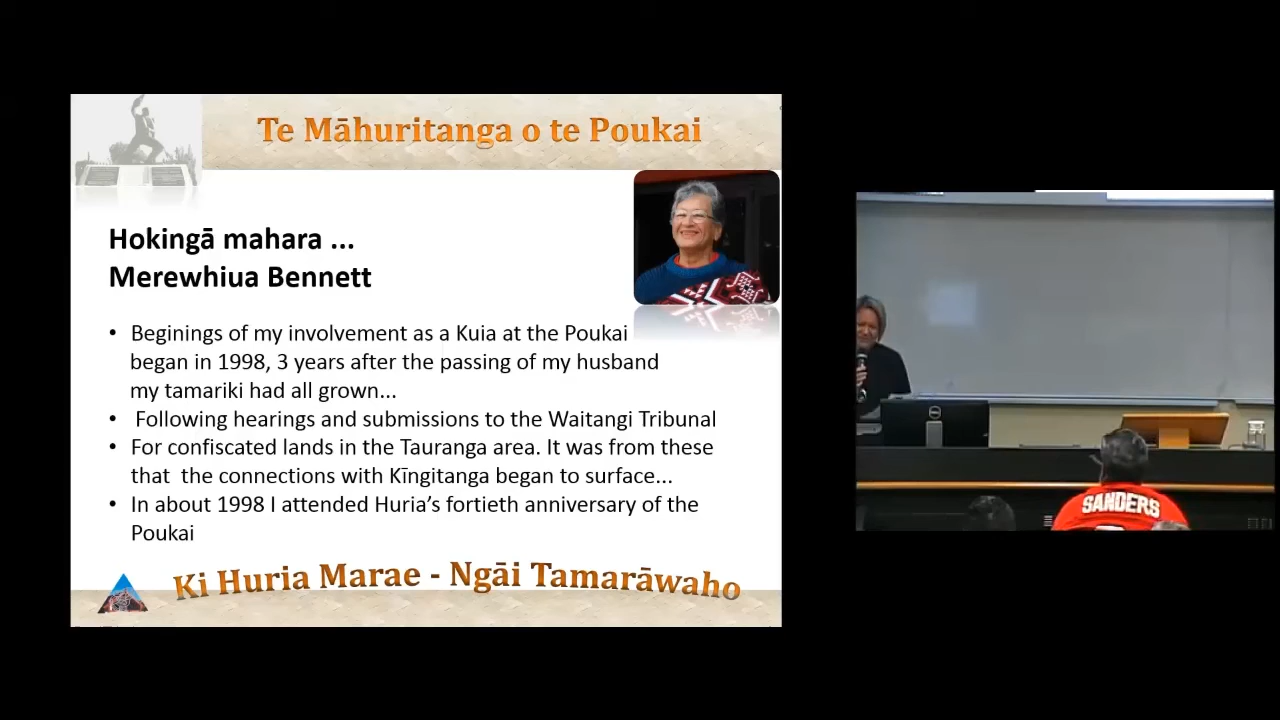 Te Māhuritanga o te Poukai
Hokingā mahara ...
Merewhiua Bennett
• Beginings of my involvement as a Kuia at the Poukai
began in 1998, 3 years after the passing of my husband
my tamariki had all grown...
• Following hearings and submissions to the Waitangi Tribunal
• For confiscated lands in the Tauranga area. It was from these
that the connections with Kīngitanga began to surface...
• In about 1998 I attended Huria’s fortieth anniversary of the
Poukai
Ki Huria Marae - Ngāi Tamarāwaho
SANDERS